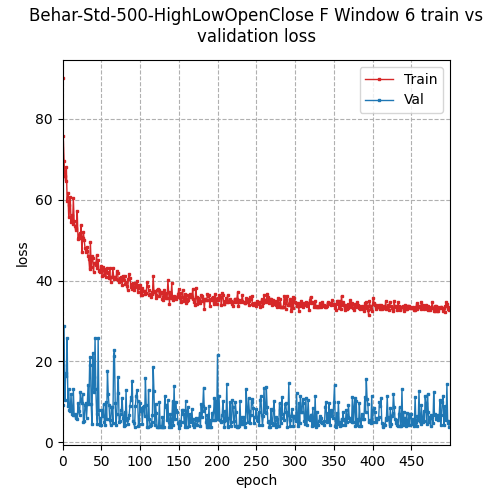 Behar-Std-500-HighLowOpenClose F Window 6 train vs
validation loss
Train
Val
80
60
40
20
0
loss
0 50 100 150 200 250 300 350 400 450
epoch